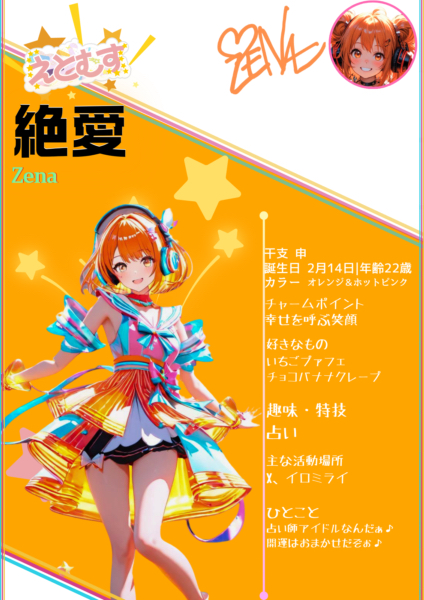 ZENA
えとむす
絶愛
Zena
干支 申
誕生日 2月14日|年齢22歳
カラー オレンジ&ホットピンク
チャームポイント
幸せを呼ぶ笑顔
好きなもの
いちごパフェ
チョコバナナクレープ
趣味・特技
占い
主な活動場所
X、イロミライ
ひとこと
占い師アイドルなんだぁ♪
開運はおまかせだぞぉ♪